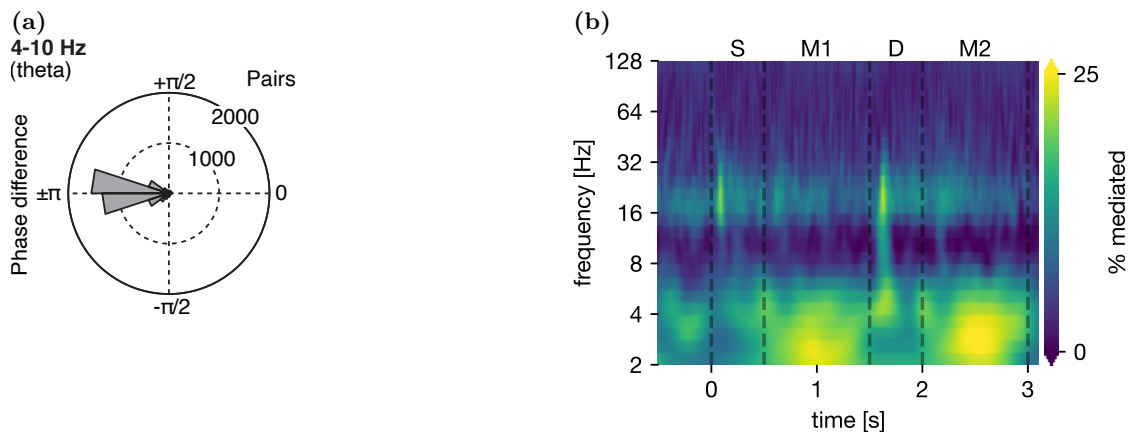 (a)
4-10 Hz
(theta)
+π/2
Pairs
2000
1000
Phase difference
±π
0
-π/2
(b)
S M1 D M2
128
64
32
16
8
4
2
frequency [Hz]
0 1 2 3
time [s]
25
0
% mediated